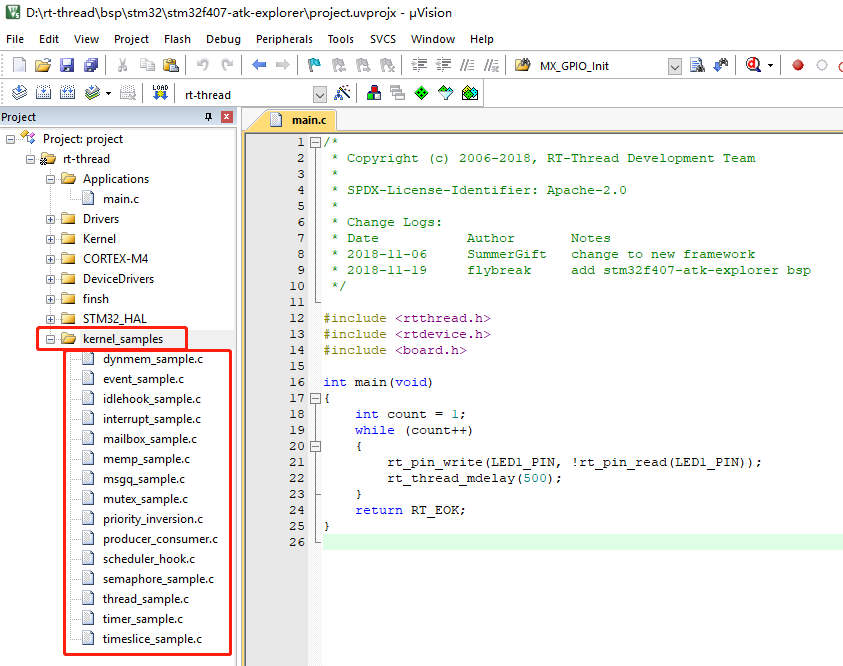 D:\rt-thread\bsp\stm32\stm32f407-atk-explorer\project.uvprojx - µVision
File Edit View Project Flash Debug Peripherals Tools SVCS Window Help
MX_GPIO_Init
LOAD
rt-thread
Project
Project: project
rt-thread
Applications
main.c
Drivers
Kernel
CORTEX-M4
DeviceDrivers
finsh
STM32_HAL
kernel_samples
dynmem_sample.c
event_sample.c
idlehook_sample.c
interrupt_sample.c
mailbox_sample.c
memp_sample.c
msgq_sample.c
mutex_sample.c
priority_inversion.c
producer_consumer.c
scheduler_hook.c
semaphore_sample.c
thread_sample.c
timer_sample.c
timeslice_sample.c
main.c
1 /*
2 * Copyright (c) 2006-2018, RT-Thread Development Team
3 *
4 * SPDX-License-Identifier: Apache-2.0
5 *
6 * Change Logs:
7 * Date Author Notes
8 * 2018-11-06 SummerGift change to new framework
9 * 2018-11-19 flybreak add stm32f407-atk-explorer bsp
10 */
11
12 #include <rtthread.h>
13 #include <rtdevice.h>
14 #include <board.h>
15
16 int main(void)
17 {
18 int count = 1;
19 while (count++)
20 {
21 rt_pin_write(LED1_PIN, !rt_pin_read(LED1_PIN));
22 rt_thread_mdelay(500);
23 }
24 return RT_EOK;
25 }
26